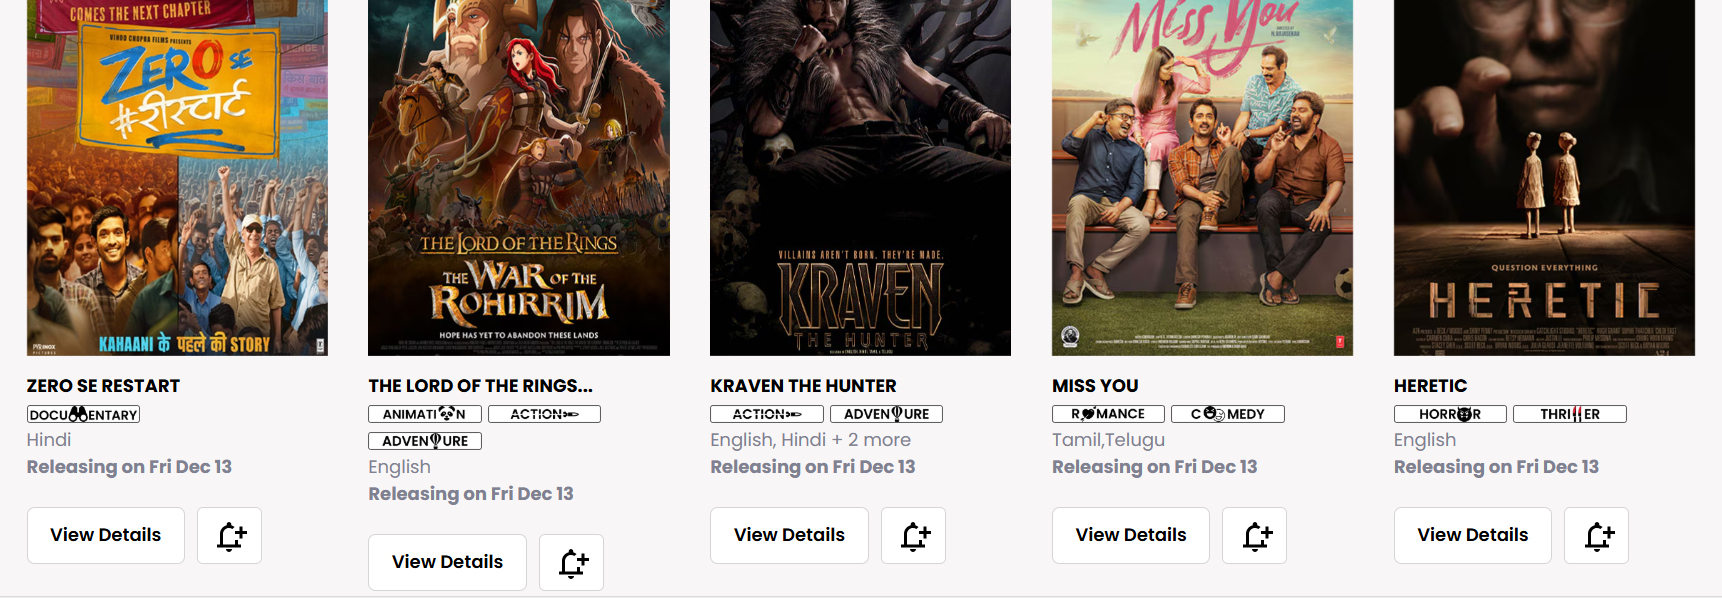 COMES THE NEXT CHAPTER
VINOD CHOPRA FILMS PRESENTS
ZERO SE
#रीस्टार्ट
KAHAANI के पहले की STORY
PVR INOX
PICTURES
THE LORD OF THE RINGS
THE WAR OF THE
ROHIRRIM
HOPE HAS YET TO ABANDON THESE LANDS
VILLAINS AREN'T BORN. THEY'RE MADE.
KRAVEN
THE HUNTER
Miss You
N.RAJASEKAR
QUESTION EVERYTHING
HERETIC
ZERO SE RESTART
DOCUMENTARY
Hindi
Releasing on Fri Dec 13
View Details
THE LORD OF THE RINGS...
ANIMATION
ACTION
ADVENTURE
English
Releasing on Fri Dec 13
View Details
KRAVEN THE HUNTER
ACTION
ADVENTURE
English, Hindi + 2 more
Releasing on Fri Dec 13
View Details
MISS YOU
ROMANCE
COMEDY
Tamil,Telugu
Releasing on Fri Dec 13
View Details
HERETIC
HORROR
THRILLER
English
Releasing on Fri Dec 13
View Details